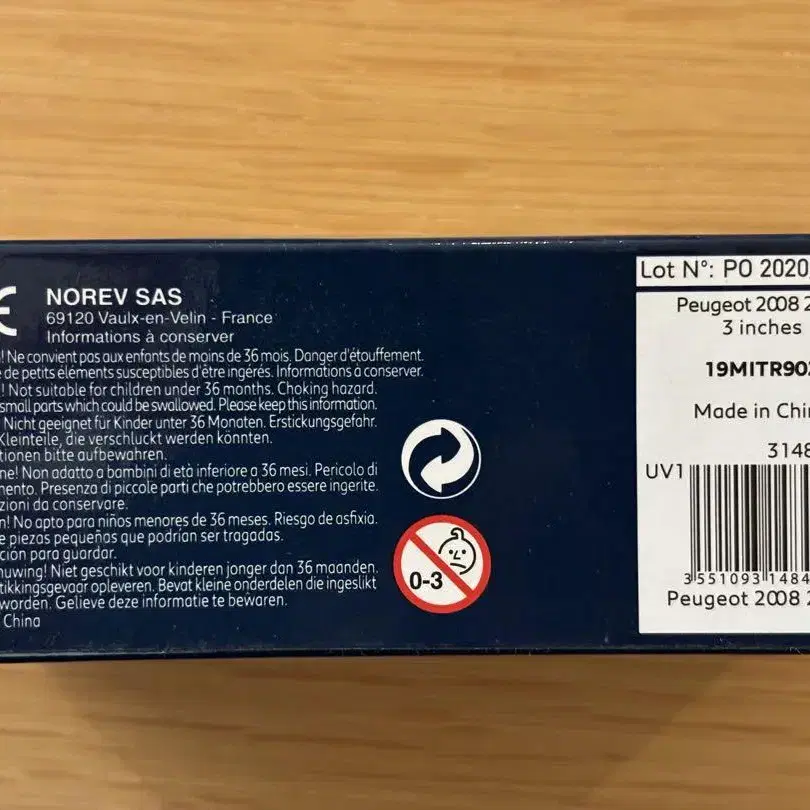 CE
NOREV SAS
69120 Vaulx-en-Velin - France
Informations à conserver
! Ne convient pas aux enfants de moins de 36 mois. Danger d'étouffement.
de petits éléments susceptibles d'être ingérés. Informations à conserver.
! Not suitable for children under 36 months. Choking hazard.
small parts which could be swallowed. Please keep this information.
Nicht geeignet für Kinder unter 36 Monaten. Erstickungsgefahr.
Kleinteile, die verschluckt werden könnten.
tionen bitte aufbewahren.
ne! Non adatto a bambini di età inferiore a 36 mesi. Pericolo di
mento. Presenza di piccole parti che potrebbero essere ingerite.
zioni da conservare.
n! No apto para niños menores de 36 meses. Riesgo de asfixia.
e piezas pequeñas que podrían ser tragadas.
ción para guardar.
huwing! Niet geschikt voor kinderen jonger dan 36 maanden.
tikkingsgevaar opleveren. Bevat kleine onderdelen die ingeslikt
worden. Gelieve deze informatie te bewaren.
China
0-3
Lot N°: PO 2020
Peugeot 2008 2
3 inches
19MITR90
Made in Chi
3148
UV1
3 551093 1484
Peugeot 2008 2